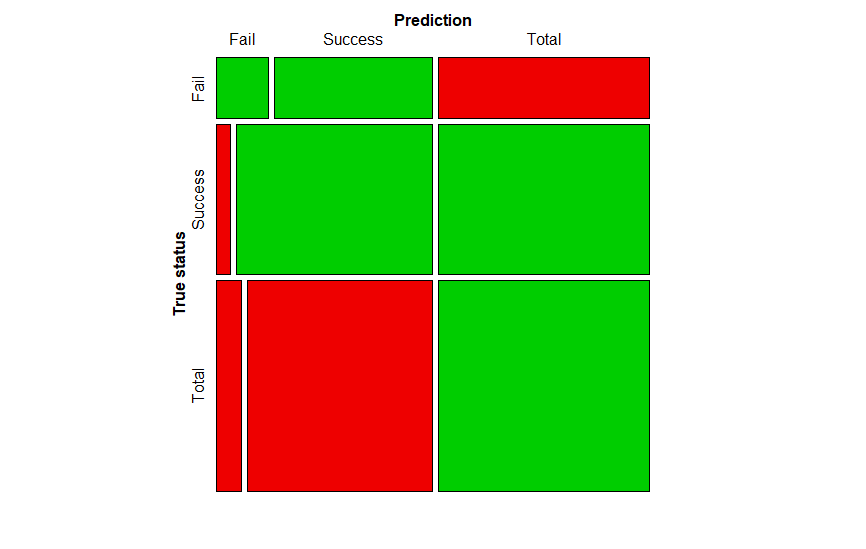 Prediction
Fail Success Total
Fail
Success
True status
Total